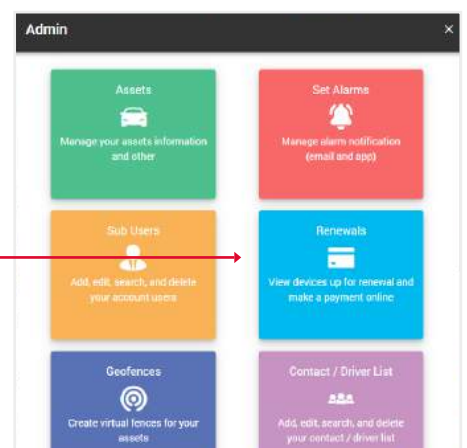 Admin
×
Assets
Manage your assets information
and other
Set Alarms
Manage alarm notification
(email and app)
Sub Users
Add, edit, search, and delete
your account users
Renewals
View devices up for renewal and
make a payment online
Geofences
Create virtual fences for your
assets
Contact / Driver List
Add, edit, search, and delete
your contact / driver list